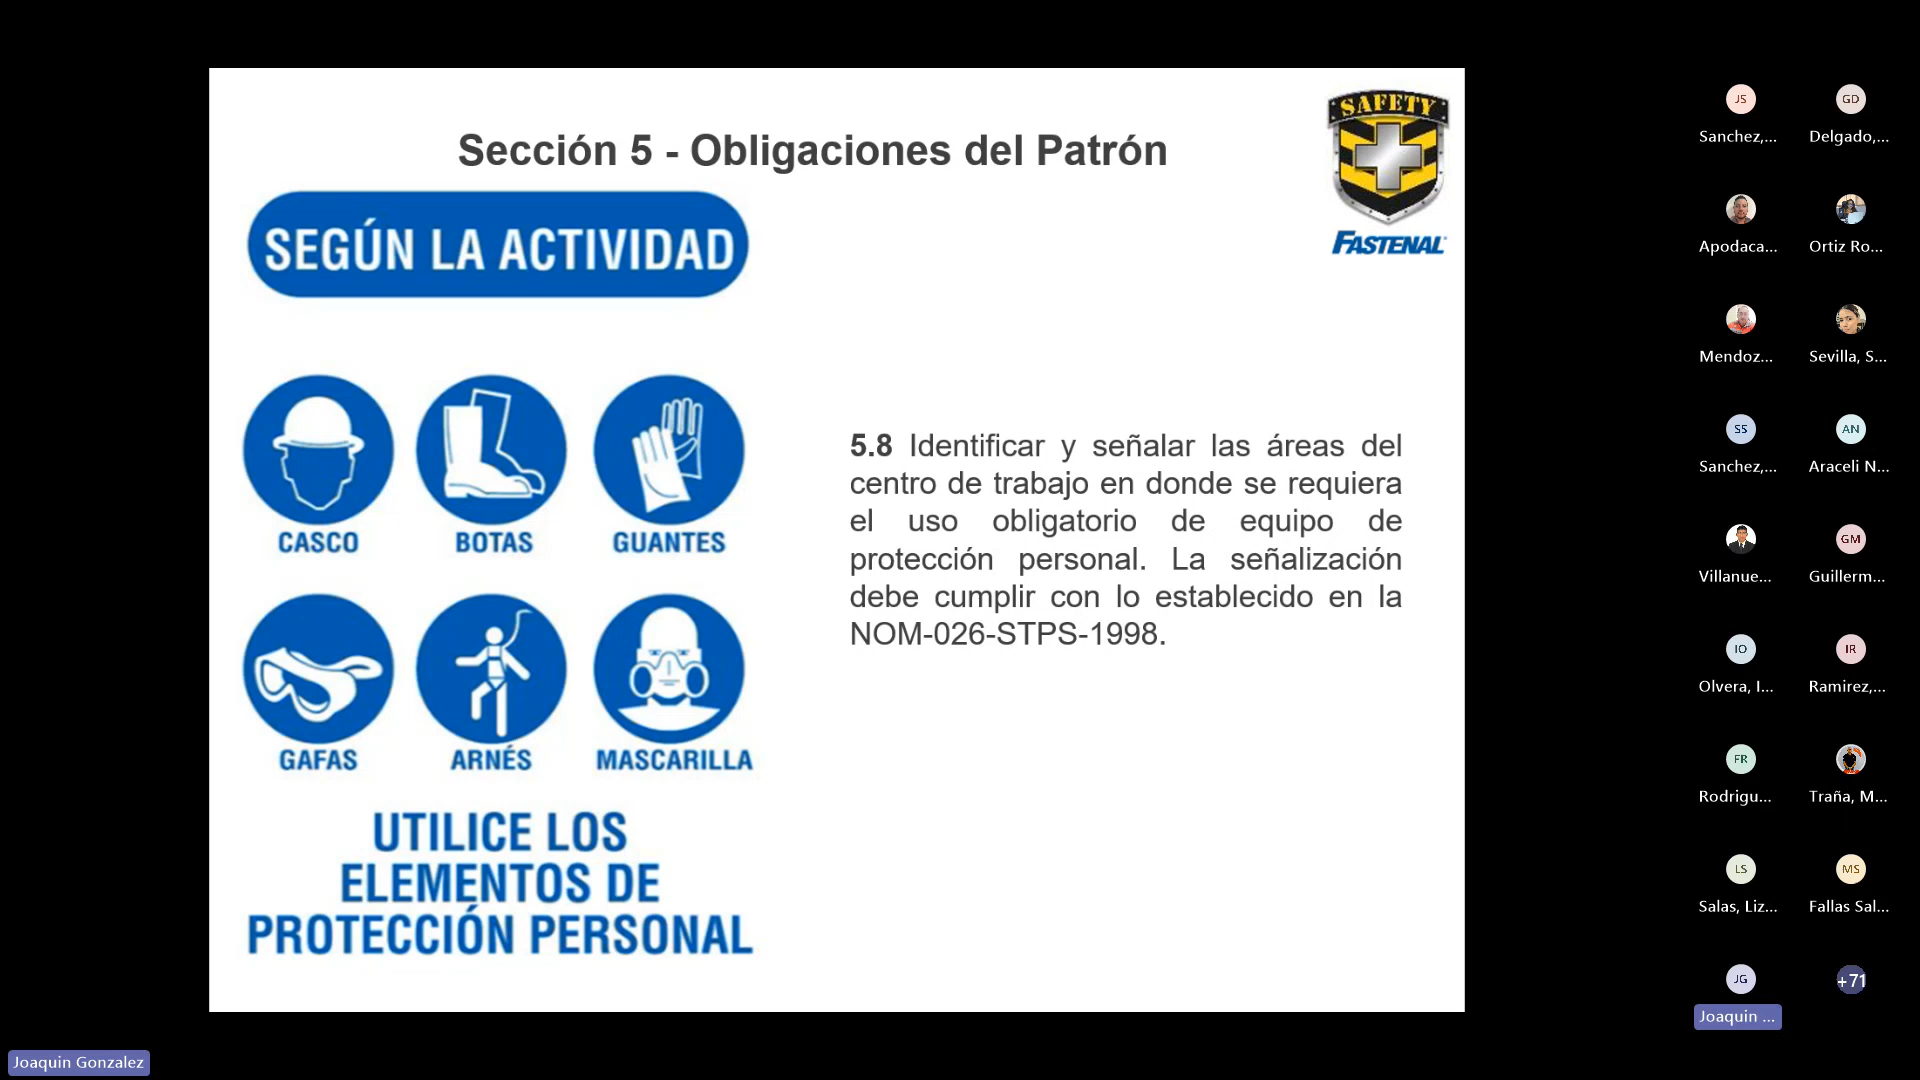 Sección 5 - Obligaciones del Patrón
SAFETY
FASTENAL
SEGÚN LA ACTIVIDAD
CASCO
BOTAS
GUANTES
GAFAS
ARNÉS
MASCARILLA
UTILICE LOS
ELEMENTOS DE
PROTECCIÓN PERSONAL
5.8 Identificar y señalar las áreas del
centro de trabajo en donde se requiera
el uso obligatorio de equipo de
protección personal. La señalización
debe cumplir con lo establecido en la
NOM-026-STPS-1998.
JS
Sanchez,...
GD
Delgado,...
Apodaca...
Ortiz Ro...
Mendoz...
Sevilla, S...
SS
Sanchez,...
AN
Araceli N...
Villanue...
GM
Guillerm...
IO
Olvera, I...
IR
Ramirez,...
FR
Rodrigu...
Traña, M...
LS
Salas, Liz...
MS
Fallas Sal...
JG
Joaquin ...
+71
Joaquin Gonzalez